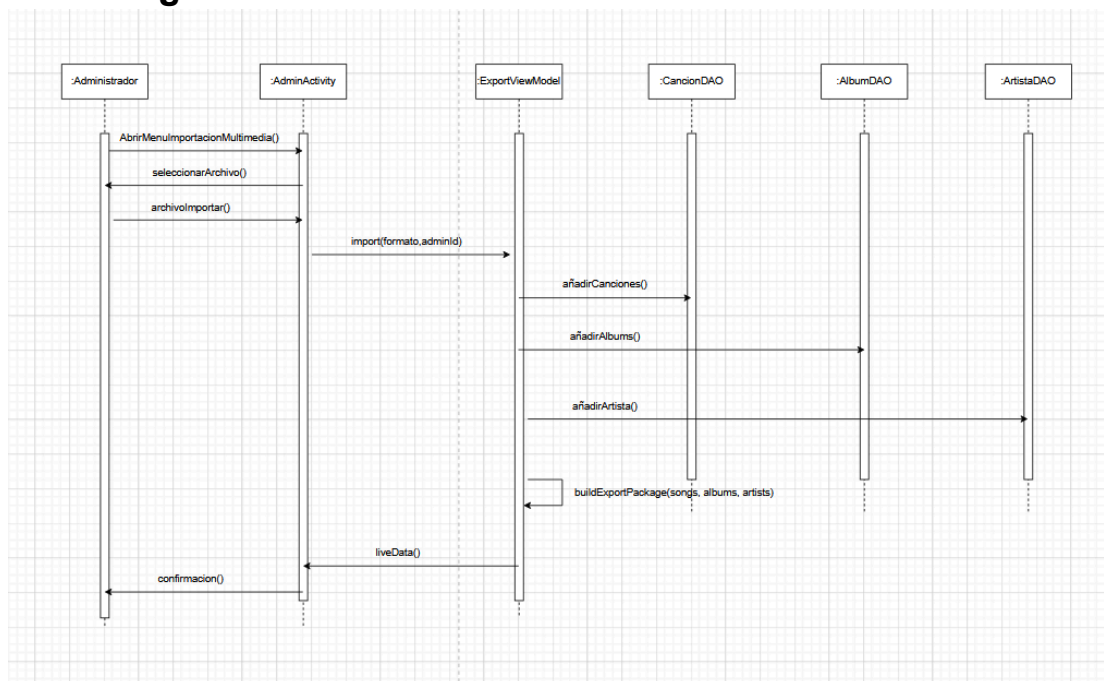 :Administrador
:AdminActivity
:ExportViewModel
:CancionDAO
:AlbumDAO
:ArtistaDAO
AbrirMenuImportacionMultimedia()
seleccionarArchivo()
archivoImportar()
import(formato,adminId)
añadirCanciones()
añadirAlbums()
añadirArtista()
buildExportPackage(songs, albums, artists)
liveData()
confirmacion()